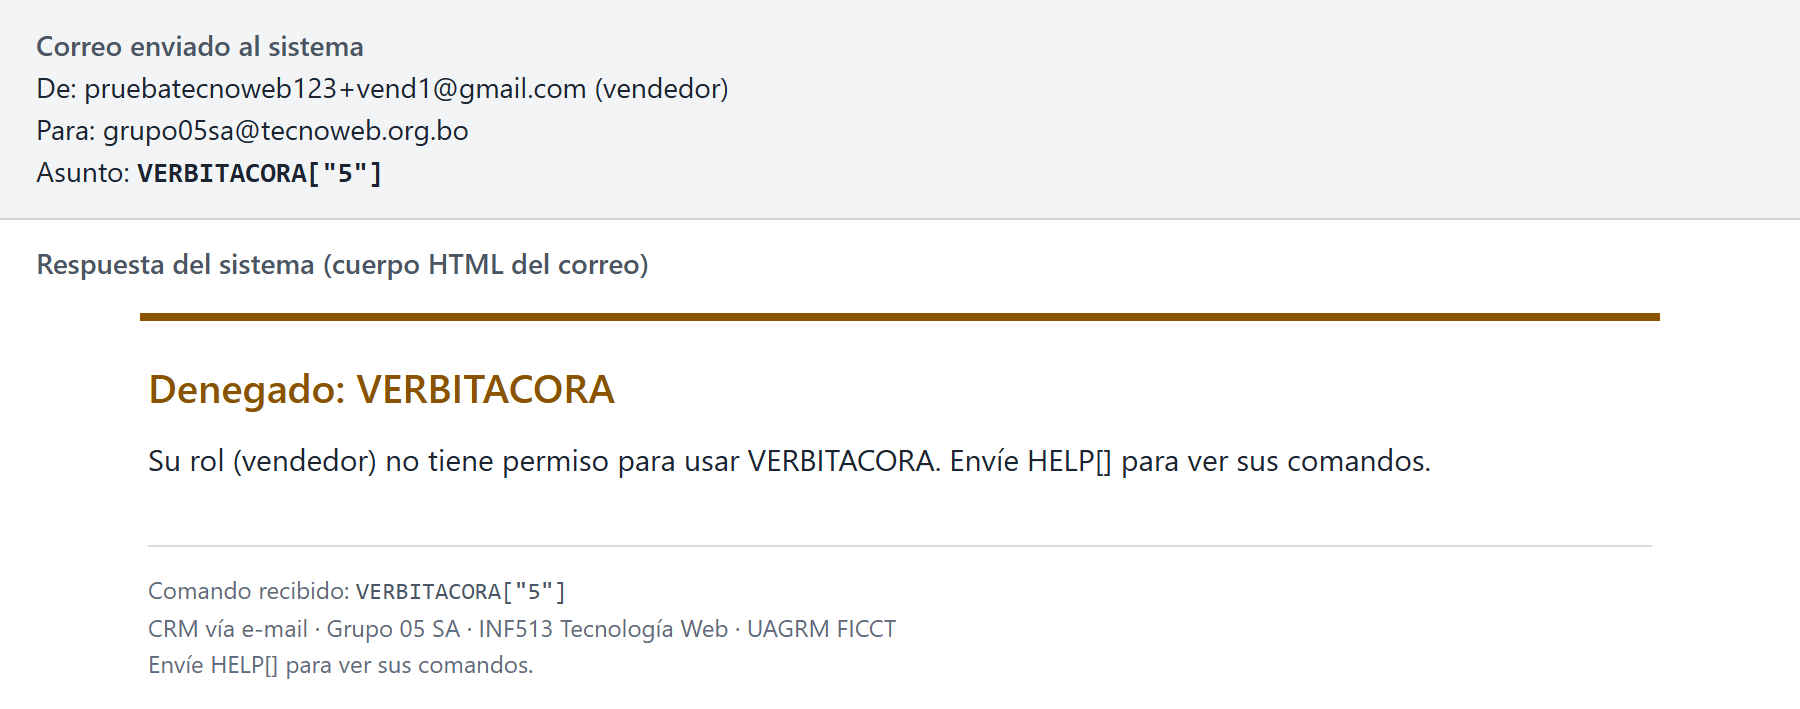 Correo enviado al sistema
De: pruebatecnoweb123+vend1@gmail.com (vendedor)
Para: grupo05sa@tecnoweb.org.bo
Asunto: VERBITACORA["5"]
Respuesta del sistema (cuerpo HTML del correo)
Denegado: VERBITACORA
Su rol (vendedor) no tiene permiso para usar VERBITACORA. Envíe HELP[] para ver sus comandos.
Comando recibido: VERBITACORA["5"]
CRM vía e-mail · Grupo 05 SA · INF513 Tecnología Web · UAGRM FICCT
Envíe HELP[] para ver sus comandos.